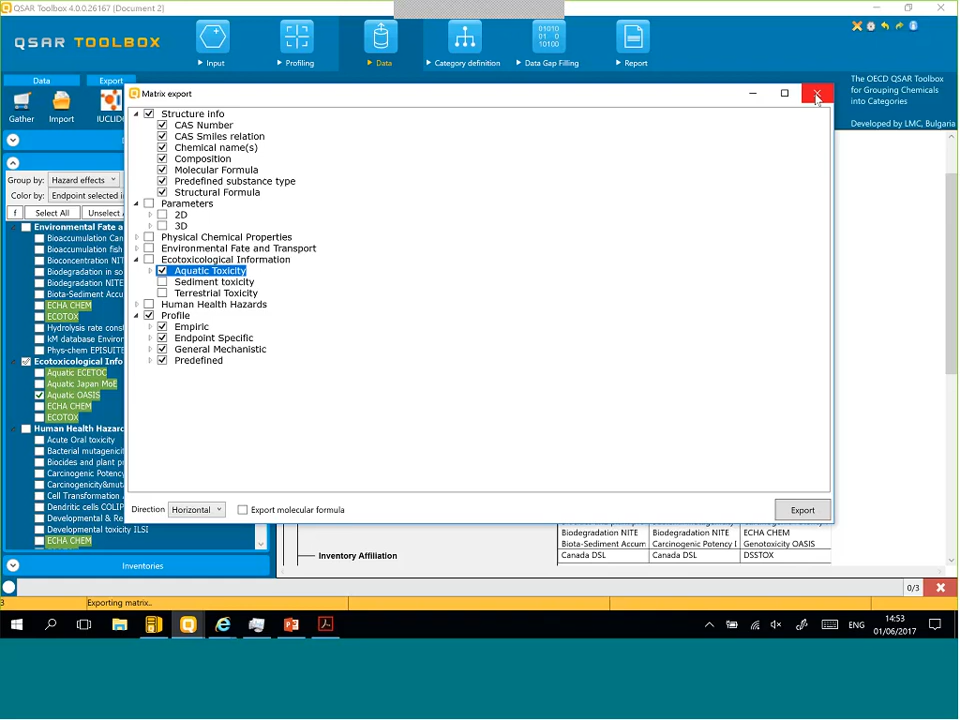 QSAR Toolbox 4.0.0.26167 [Document 2]
QSAR TOOLBOX
Input
Profiling
Data
Category definition
Data Gap Filling
Report
Data
Export
Gather
Import
IUCLID
The OECD QSAR Toolbox
for Grouping Chemicals
into Categories
Developed by LMC, Bulgaria
Group by:
Hazard effects
Color by:
Endpoint selected i
f
Select All
Unselect
Environmental Fate a
Bioaccumulation Can
Bioaccumulation fish
Bioconcentration NIT
Biodegradation in so
Biodegradation NITE
Biota-Sediment Accu
ECHA CHEM
ECOTOX
Hydrolysis rate const
kM database Environ
Phys-chem EPISUITE
Ecotoxicological Info
Aquatic ECETOC
Aquatic Japan MoE
Aquatic OASIS
ECHA CHEM
ECOTOX
Human Health Hazard
Acute Oral toxicity
Bacterial mutagenicit
Biocides and plant pr
Carcinogenic Potency
Carcinogenicity&muta
Cell Transformation
Dendritic cells COLIP
Developmental & Re
Developmental toxicity ILSI
ECHA CHEM
Inventories
Matrix export
Structure info
CAS Number
CAS Smiles relation
Chemical name(s)
Composition
Molecular Formula
Predefined substance type
Structural Formula
Parameters
2D
3D
Physical Chemical Properties
Environmental Fate and Transport
Ecotoxicological Information
Aquatic Toxicity
Sediment toxicity
Terrestrial Toxicity
Human Health Hazards
Profile
Empiric
Endpoint Specific
General Mechanistic
Predefined
Direction
Horizontal
Export molecular formula
Export
Biodegradation NITE
Biodegradation NITE
ECHA CHEM
Biota-Sediment Accum
Carcinogenic Potency
Genotoxicity OASIS
Inventory Affiliation
Canada DSL
Canada DSL
DSSTOX
0/3
3
Exporting matrix..
ENG
14:53
01/06/2017